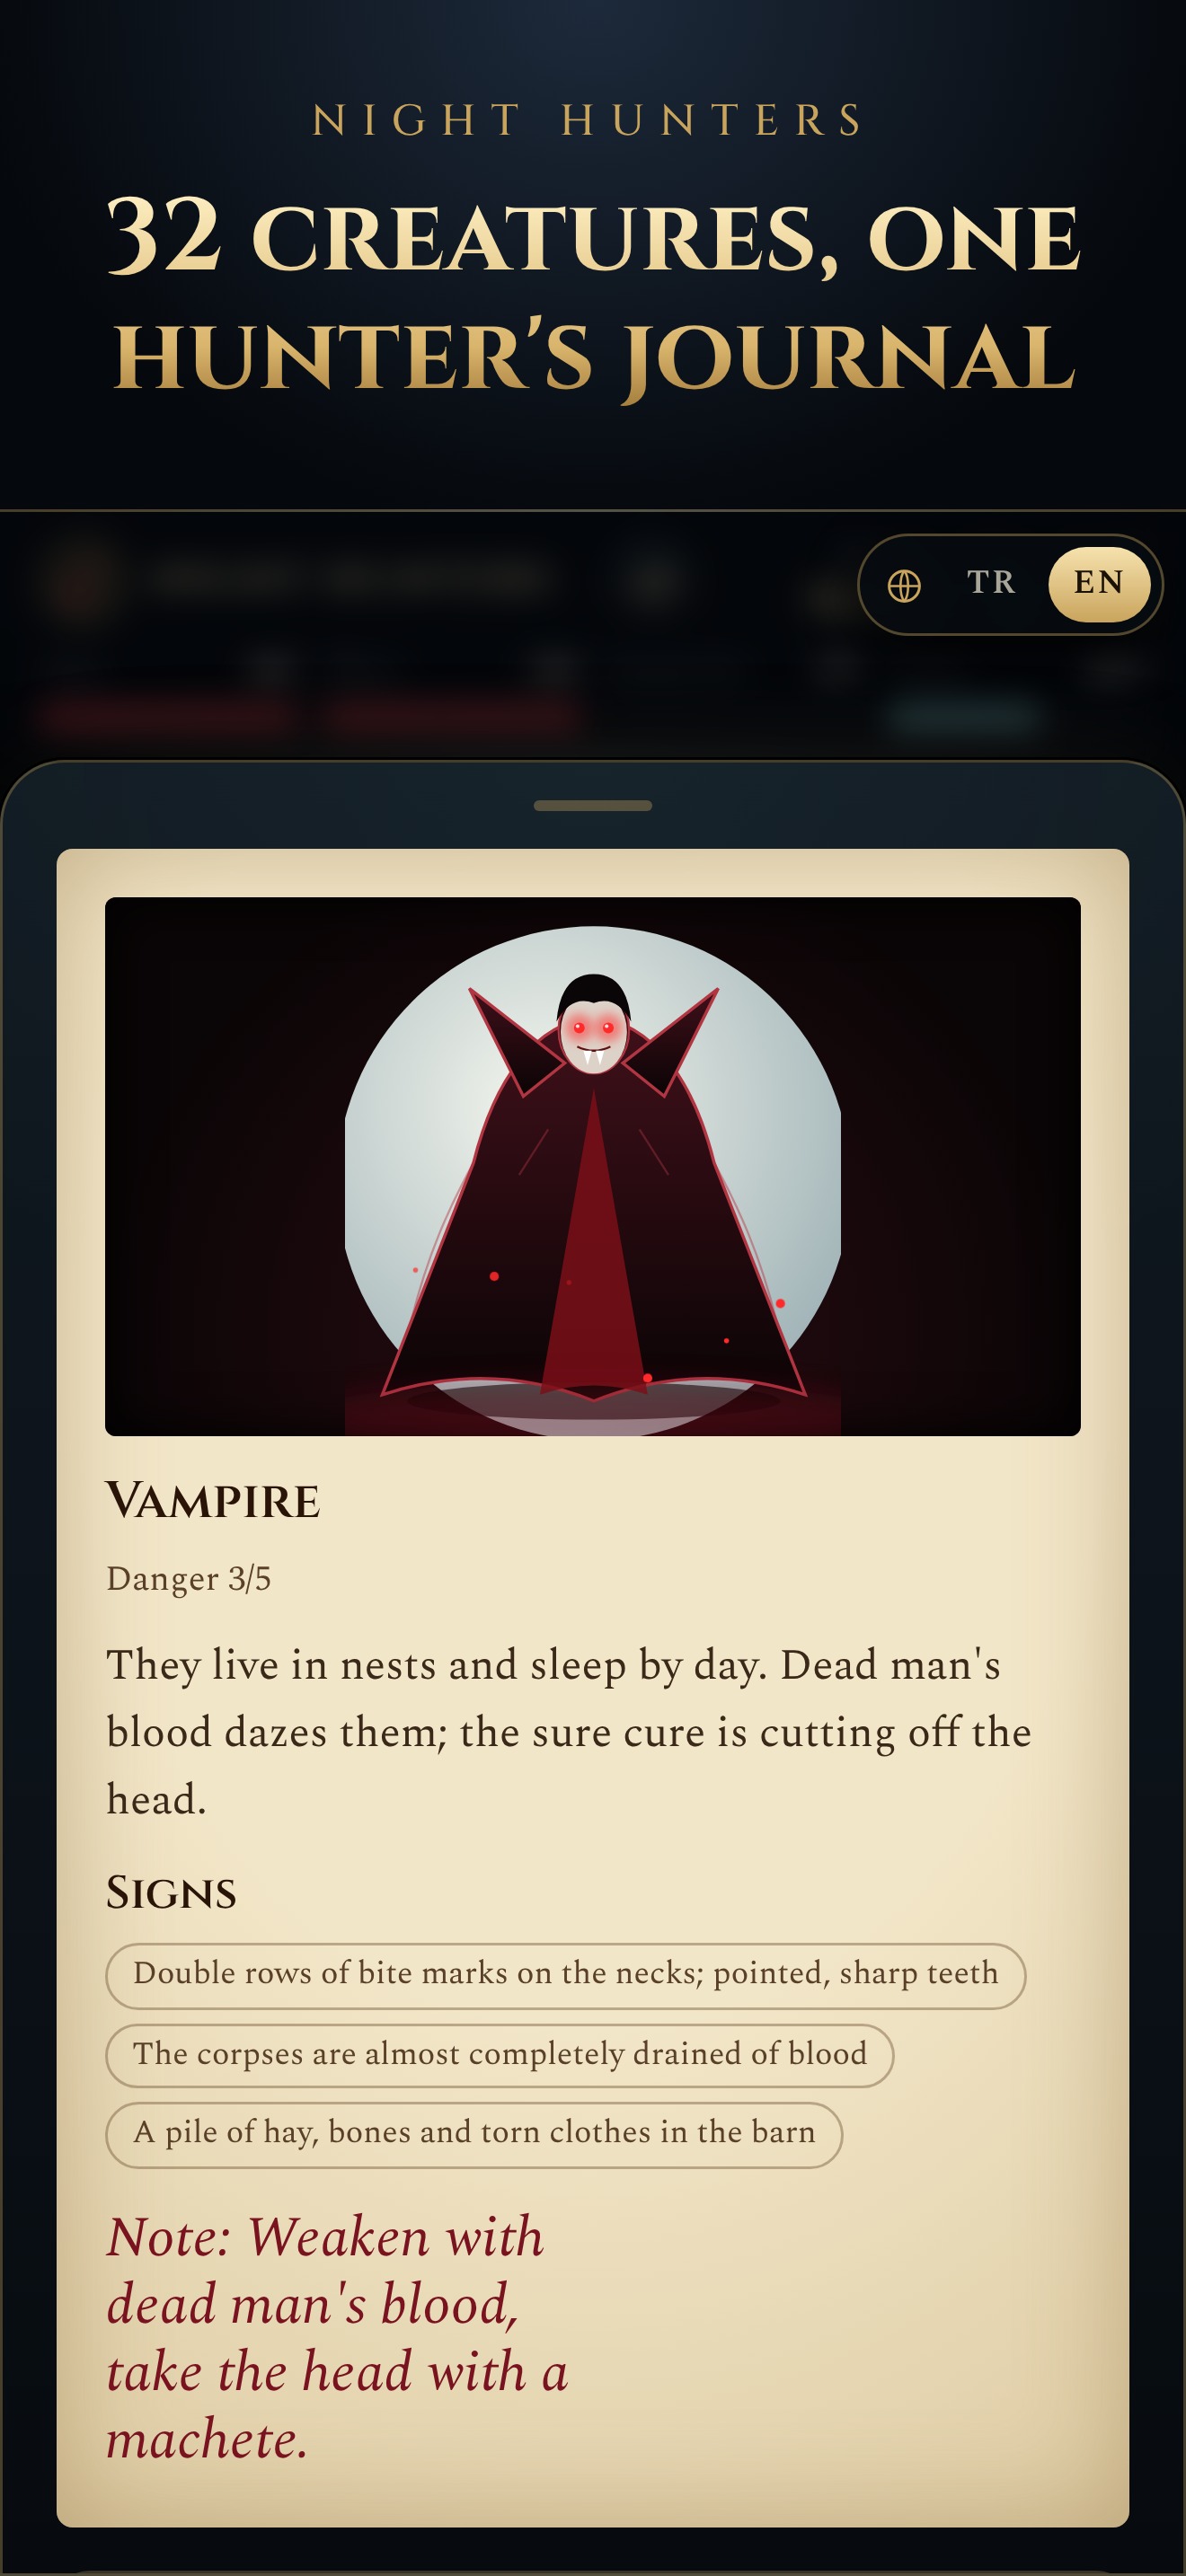 NIGHT HUNTERS
32 CREATURES, ONE
HUNTER'S JOURNAL
TR EN
Vampire
Danger 3/5
They live in nests and sleep by day. Dead man's
blood dazes them; the sure cure is cutting off the
head.
Signs
Double rows of bite marks on the necks; pointed, sharp teeth
The corpses are almost completely drained of blood
A pile of hay, bones and torn clothes in the barn
Note: Weaken with
dead man's blood,
take the head with a
machete.